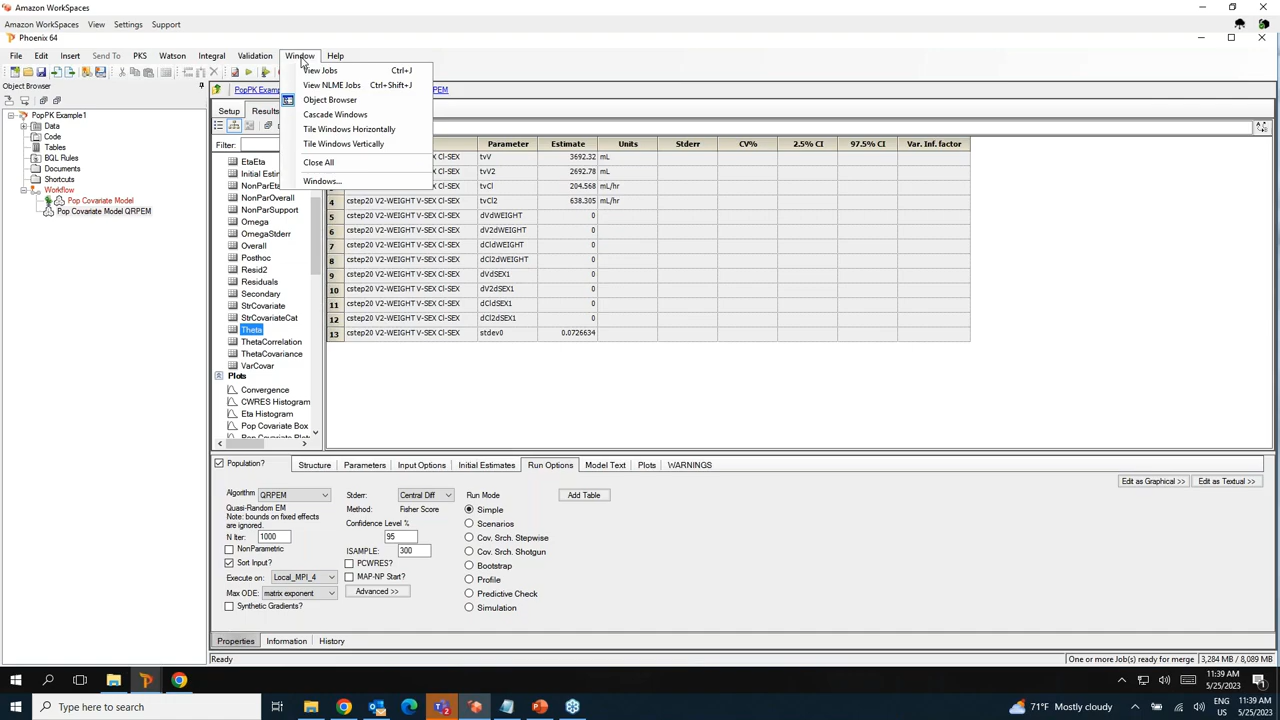 Amazon WorkSpaces
Amazon WorkSpaces View Settings Support
Phoenix 64
File Edit Insert Send To PKS Watson Integral Validation Window Help
View Jobs Ctrl+J
View NLME Jobs Ctrl+Shift+J
Object Browser
Cascade Windows
Tile Windows Horizontally
Tile Windows Vertically
Close All
Windows...
Object Browser
PopPK Example1
Data
Code
Tables
BQL Rules
Documents
Shortcuts
Workflow
Pop Covariate Model
Pop Covariate Model QRPEM
Setup Results
Filter:
EtaEta
NonParOverall
NonParSupport
Omega
OmegaStderr
Overall
Posthoc
Resid2
Residuals
Secondary
StrCovariate
StrCovariateCat
Theta
ThetaCorrelation
ThetaCovariance
VarCovar
Plots
Convergence
CWRES Histogram
Eta Histogram
Pop Covariate Box
Parameter Estimate Units Stderr CV% 2.5% CI 97.5% CI Var. Inf. factor
V-SEX Cl-SEX tvV 3692.32 mL
V-SEX Cl-SEX tvV2 2692.78 mL
V-SEX Cl-SEX tvCl 204.568 mL/hr
4 cstep20 V2-WEIGHT V-SEX Cl-SEX tvCl2 638.305 mL/hr
5 cstep20 V2-WEIGHT V-SEX Cl-SEX dVdWEIGHT 0
6 cstep20 V2-WEIGHT V-SEX Cl-SEX dV2dWEIGHT 0
7 cstep20 V2-WEIGHT V-SEX Cl-SEX dCldWEIGHT 0
8 cstep20 V2-WEIGHT V-SEX Cl-SEX dCl2dWEIGHT 0
9 cstep20 V2-WEIGHT V-SEX Cl-SEX dVdSEX1 0
10 cstep20 V2-WEIGHT V-SEX Cl-SEX dV2dSEX1 0
11 cstep20 V2-WEIGHT V-SEX Cl-SEX dCldSEX1 0
12 cstep20 V2-WEIGHT V-SEX Cl-SEX dCl2dSEX1 0
13 cstep20 V2-WEIGHT V-SEX Cl-SEX stdev0 0.0726634
Population? Structure Parameters Input Options Initial Estimates Run Options Model Text Plots WARNINGS
Edit as Graphical >> Edit as Textual >>
Algorithm QRPEM
Quasi-Random EM
Note: bounds on fixed effects
are ignored.
N Iter: 1000
NonParametric
Sort Input?
Execute on: Local_MPI_4
Max ODE: matrix exponent
Synthetic Gradients?
Stderr: Central Diff
Method: Fisher Score
Confidence Level %
95
ISAMPLE: 300
PCWRES?
MAP-NP Start?
Advanced >>
Run Mode
Simple
Scenarios
Cov. Srch. Stepwise
Cov. Srch. Shotgun
Bootstrap
Profile
Predictive Check
Simulation
Add Table
Properties Information History
Ready One or more Job(s) ready for merge 3,284 MB / 8,089 MB
11:39 AM
5/25/2023
Type here to search
71°F Mostly cloudy
ENG
US
11:39 AM
5/25/2023